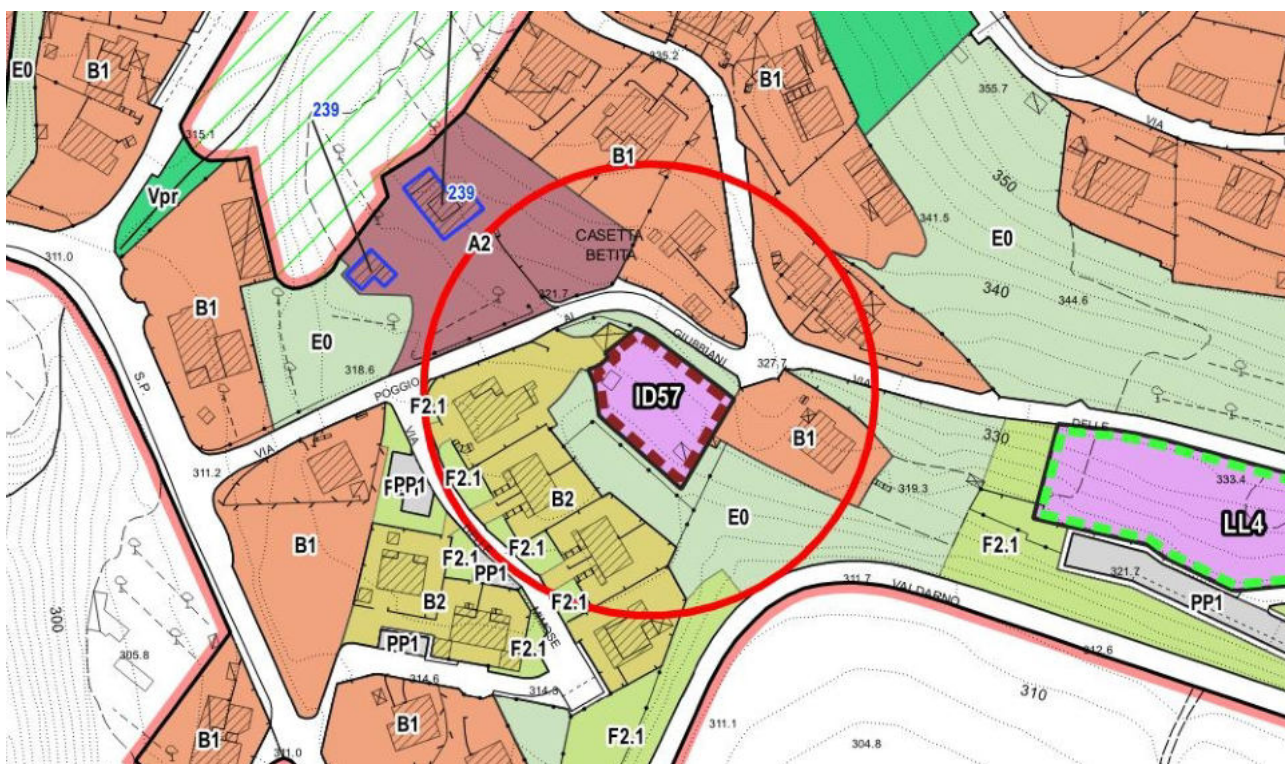 E0
B1
335.2
B1
355.7
VIA
239
315.1
350
Vpr
239
B1
341.5
A2
CASETTA
BETITA
E0
311.0
340
344.6
321.7
AI
B1
E0
GIUBBIANI
318.6
327.7
VIA
POGGIO
ID57
F2.1
DELLE
S.P.
VIA
330
B1
311.2
VIA
F2.1
333.4
PP1
319.3
B2
LL4
E0
B1
F2.1
F2.1
F2.1
321.7
PP1
311.7
VALDARNO
PP1
300
B2
F2.1
MIMOSE
PP1
F2.1
312.6
305.8
314.6
314.3
310
B1
311.1
F2.1
B1
311.0
304.8